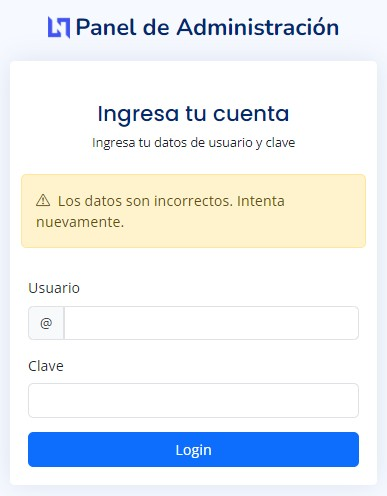 Panel de Administración
Ingresa tu cuenta
Ingresa tu datos de usuario y clave
Los datos son incorrectos. Intenta
nuevamente.
Usuario
@
Clave
Login